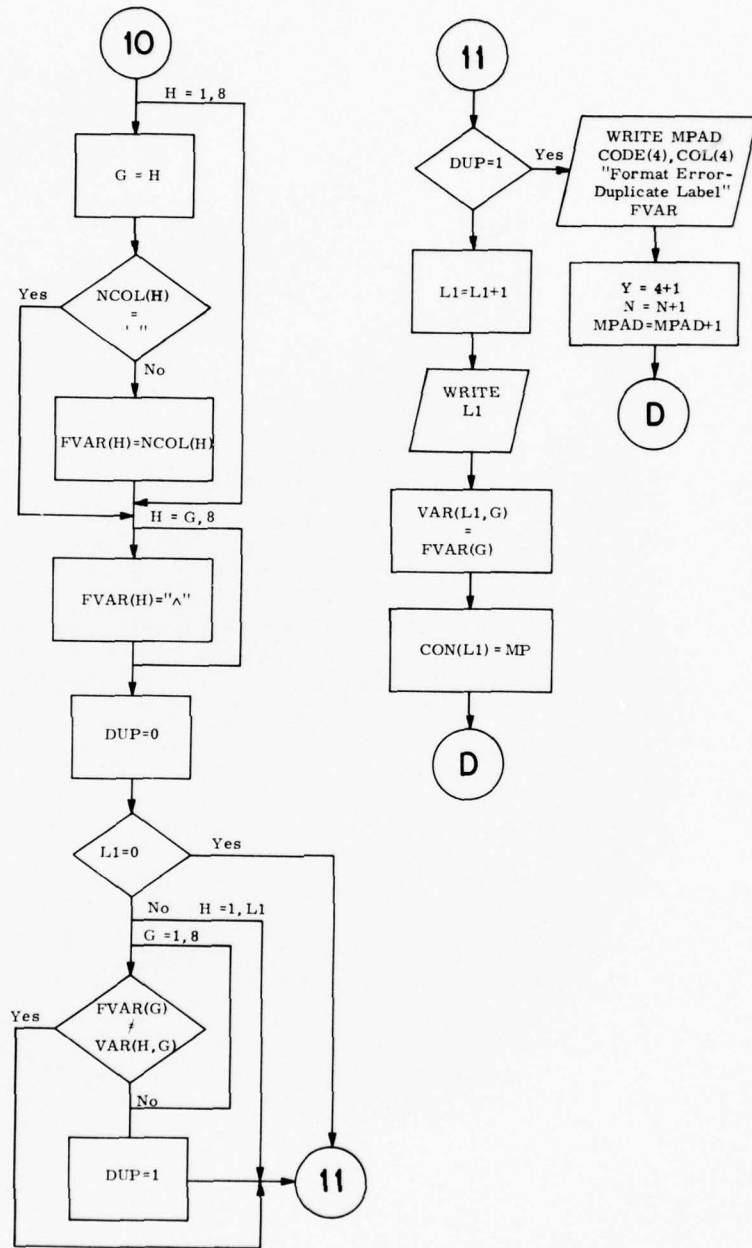 10
H = 1,8
G = H
Yes
NCOL(H)
=
' "
No
FVAR(H)=NCOL(H)
H = G,8
FVAR(H)="^"
DUP=0
L1=0
Yes
No H =1,L1
G =1,8
Yes
FVAR(G)
≠
VAR(H,G)
No
DUP=1
11
11
DUP=1
Yes
WRITE MPAD
CODE(4),COL(4)
"Format Error-
Duplicate Label"
FVAR
L1=L1+1
Y = 4+1
N = N+1
MPAD=MPAD+1
D
WRITE
L1
VAR(L1,G)
=
FVAR(G)
CON(L1)=MP
D